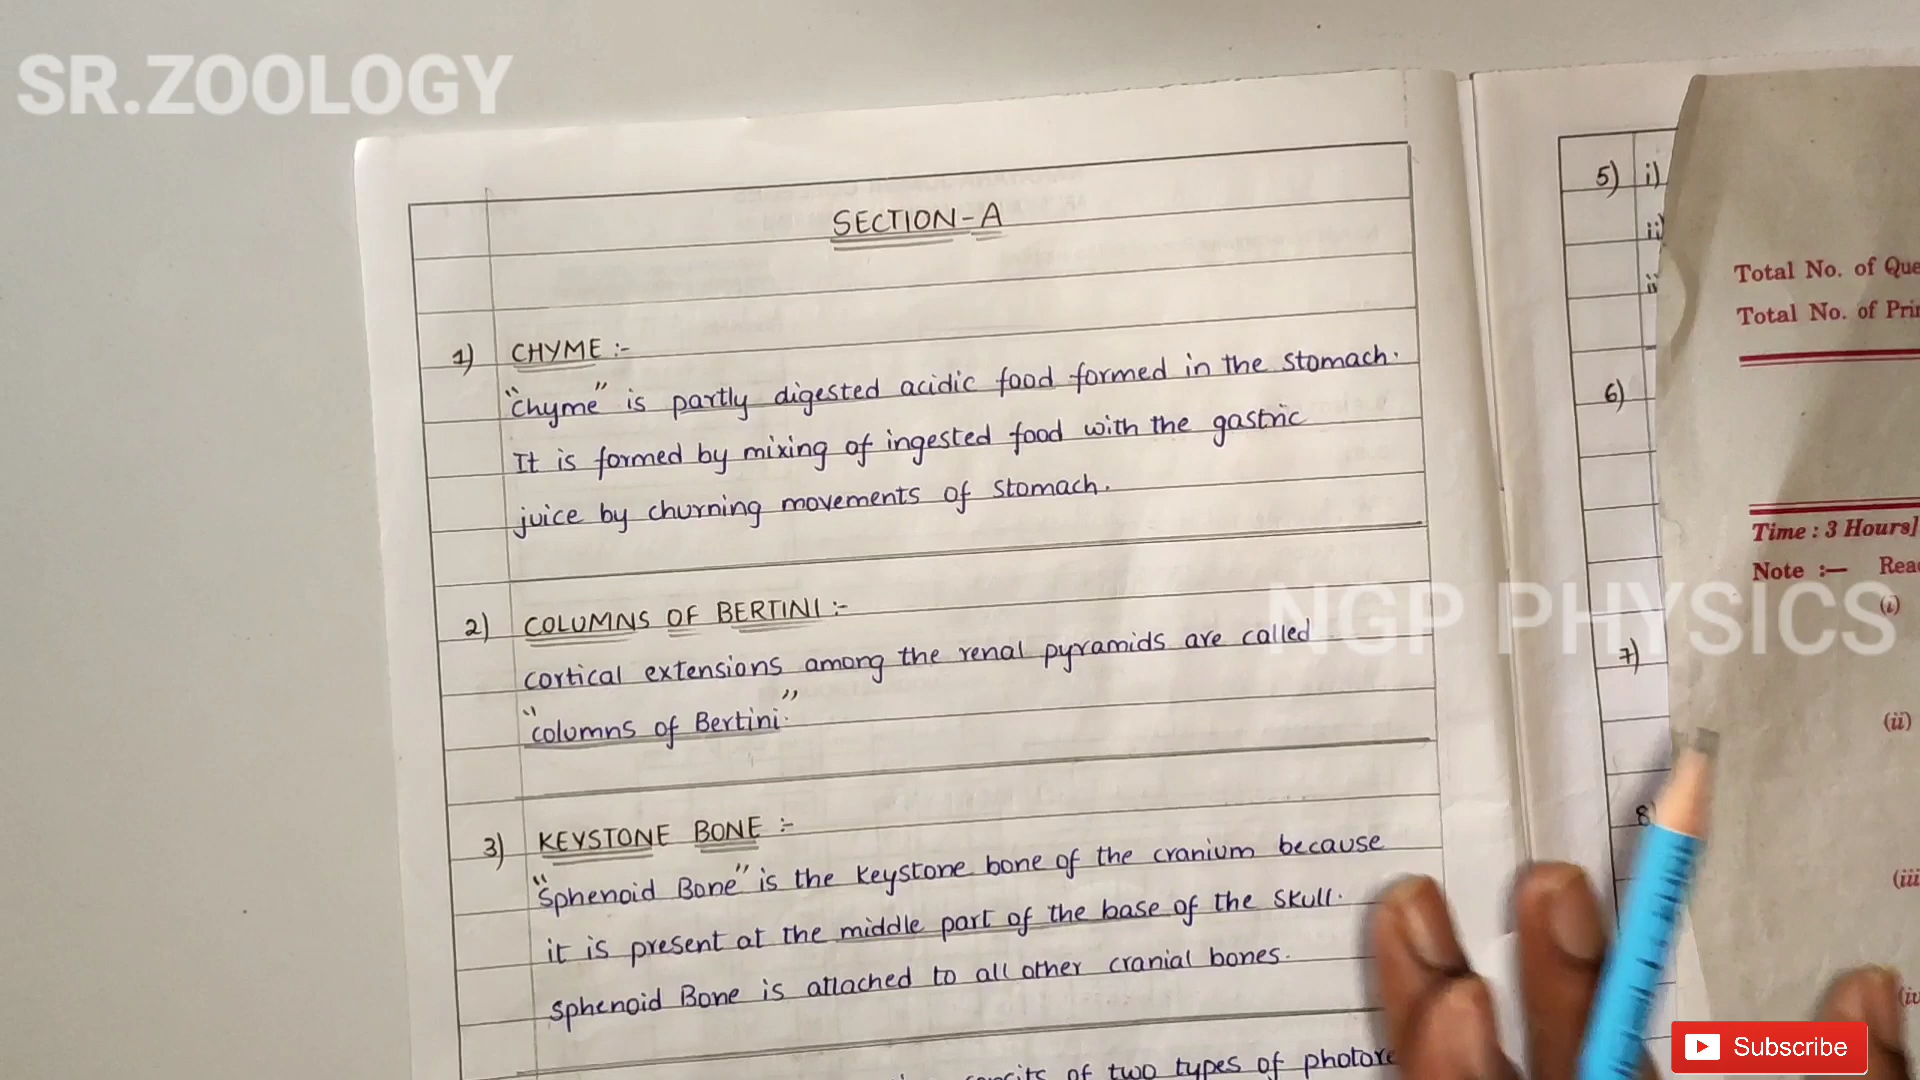 SR.ZOOLOGY
SECTION-A
1) CHYME :-
"chyme" is partly digested acidic food formed in the stomach.
It is formed by mixing of ingested food with the gastric
juice by churning movements of stomach.
2) COLUMNS OF BERTINI :-
cortical extensions among the renal pyramids are called
"columns of Bertini."
3) KEYSTONE BONE :-
"Sphenoid Bone" is the keystone bone of the cranium because
it is present at the middle part of the base of the skull.
sphenoid Bone is attached to all other cranial bones.
of two types of
5) i)
ii)
6)
7)
8)
Total No. of
Total No. of
Time : 3 Hours]
Note :—
(i)
(ii)
NGP PHYSICS
Subscribe